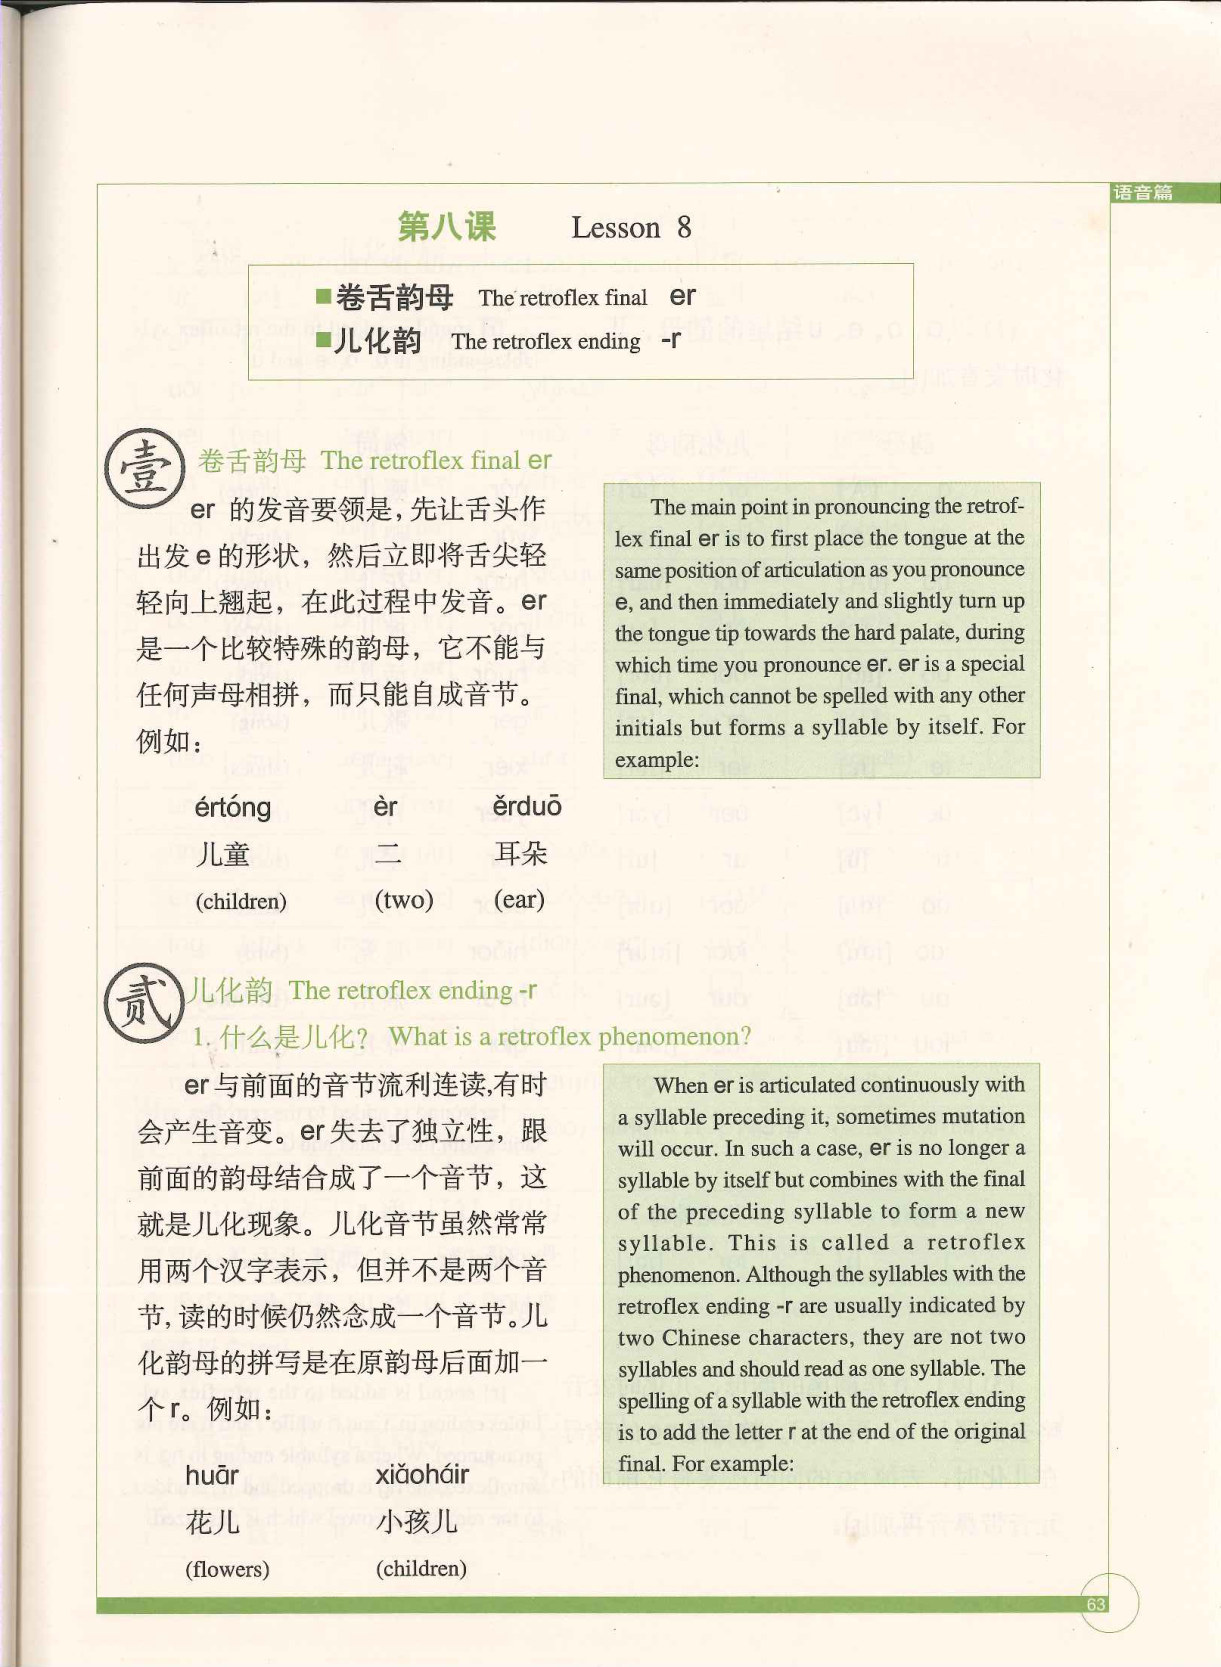 语音篇
第八课 Lesson 8
卷舌韵母 The retroflex final er
儿化韵 The retroflex ending -r
壹
卷舌韵母 The retroflex final er
er 的发音要领是，先让舌头作
出发 e 的形状，然后立即将舌尖轻
轻向上翘起，在此过程中发音。er
是一个比较特殊的韵母，它不能与
任何声母相拼，而只能自成音节。
例如：
The main point in pronouncing the retrof-
lex final er is to first place the tongue at the
same position of articulation as you pronounce
e, and then immediately and slightly turn up
the tongue tip towards the hard palate, during
which time you pronounce er. er is a special
final, which cannot be spelled with any other
initials but forms a syllable by itself. For
example:
értóng èr ěrduō
儿童 二 耳朵
(children) (two) (ear)
贰
儿化韵 The retroflex ending -r
1. 什么是儿化？ What is a retroflex phenomenon?
er 与前面的音节流利连读,有时
会产生音变。er 失去了独立性，跟
前面的韵母结合成了一个音节，这
就是儿化现象。儿化音节虽然常常
用两个汉字表示，但并不是两个音
节，读的时候仍然念成一个音节。儿
化韵母的拼写是在原韵母后面加一
个 r。例如：
When er is articulated continuously with
a syllable preceding it, sometimes mutation
will occur. In such a case, er is no longer a
syllable by itself but combines with the final
of the preceding syllable to form a new
syllable. This is called a retroflex
phenomenon. Although the syllables with the
retroflex ending -r are usually indicated by
two Chinese characters, they are not two
syllables and should read as one syllable. The
spelling of a syllable with the retroflex ending
is to add the letter r at the end of the original
final. For example:
huār xiǎoháir
花儿 小孩儿
(flowers) (children)
63